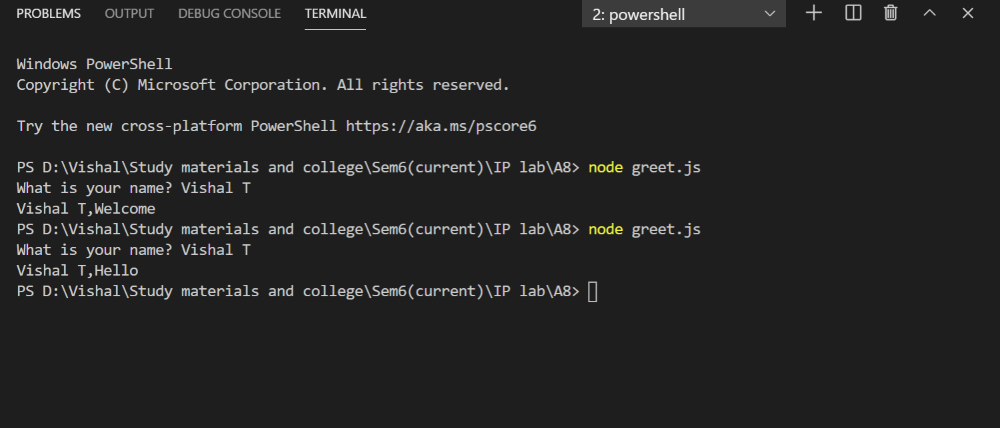 PROBLEMS OUTPUT DEBUG CONSOLE TERMINAL 2: powershell
Windows PowerShell
Copyright (C) Microsoft Corporation. All rights reserved.
Try the new cross-platform PowerShell https://aka.ms/pscore6
PS D:\Vishal\Study materials and college\Sem6(current)\IP lab\A8> node greet.js
What is your name? Vishal T
Vishal T,Welcome
PS D:\Vishal\Study materials and college\Sem6(current)\IP lab\A8> node greet.js
What is your name? Vishal T
Vishal T,Hello
PS D:\Vishal\Study materials and college\Sem6(current)\IP lab\A8>